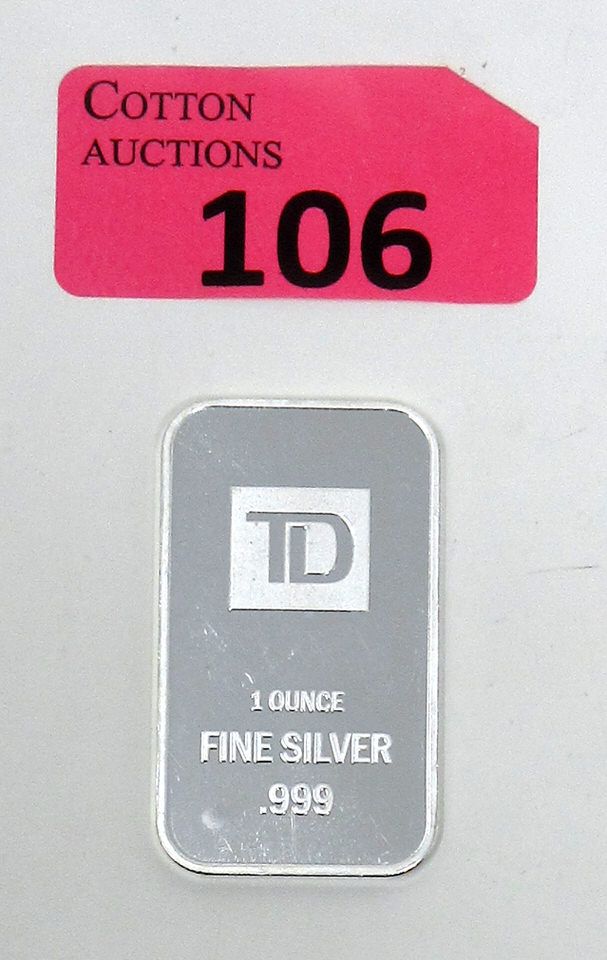 COTTON
AUCTIONS
106
TD
1 OUNCE
FINE SILVER
.999